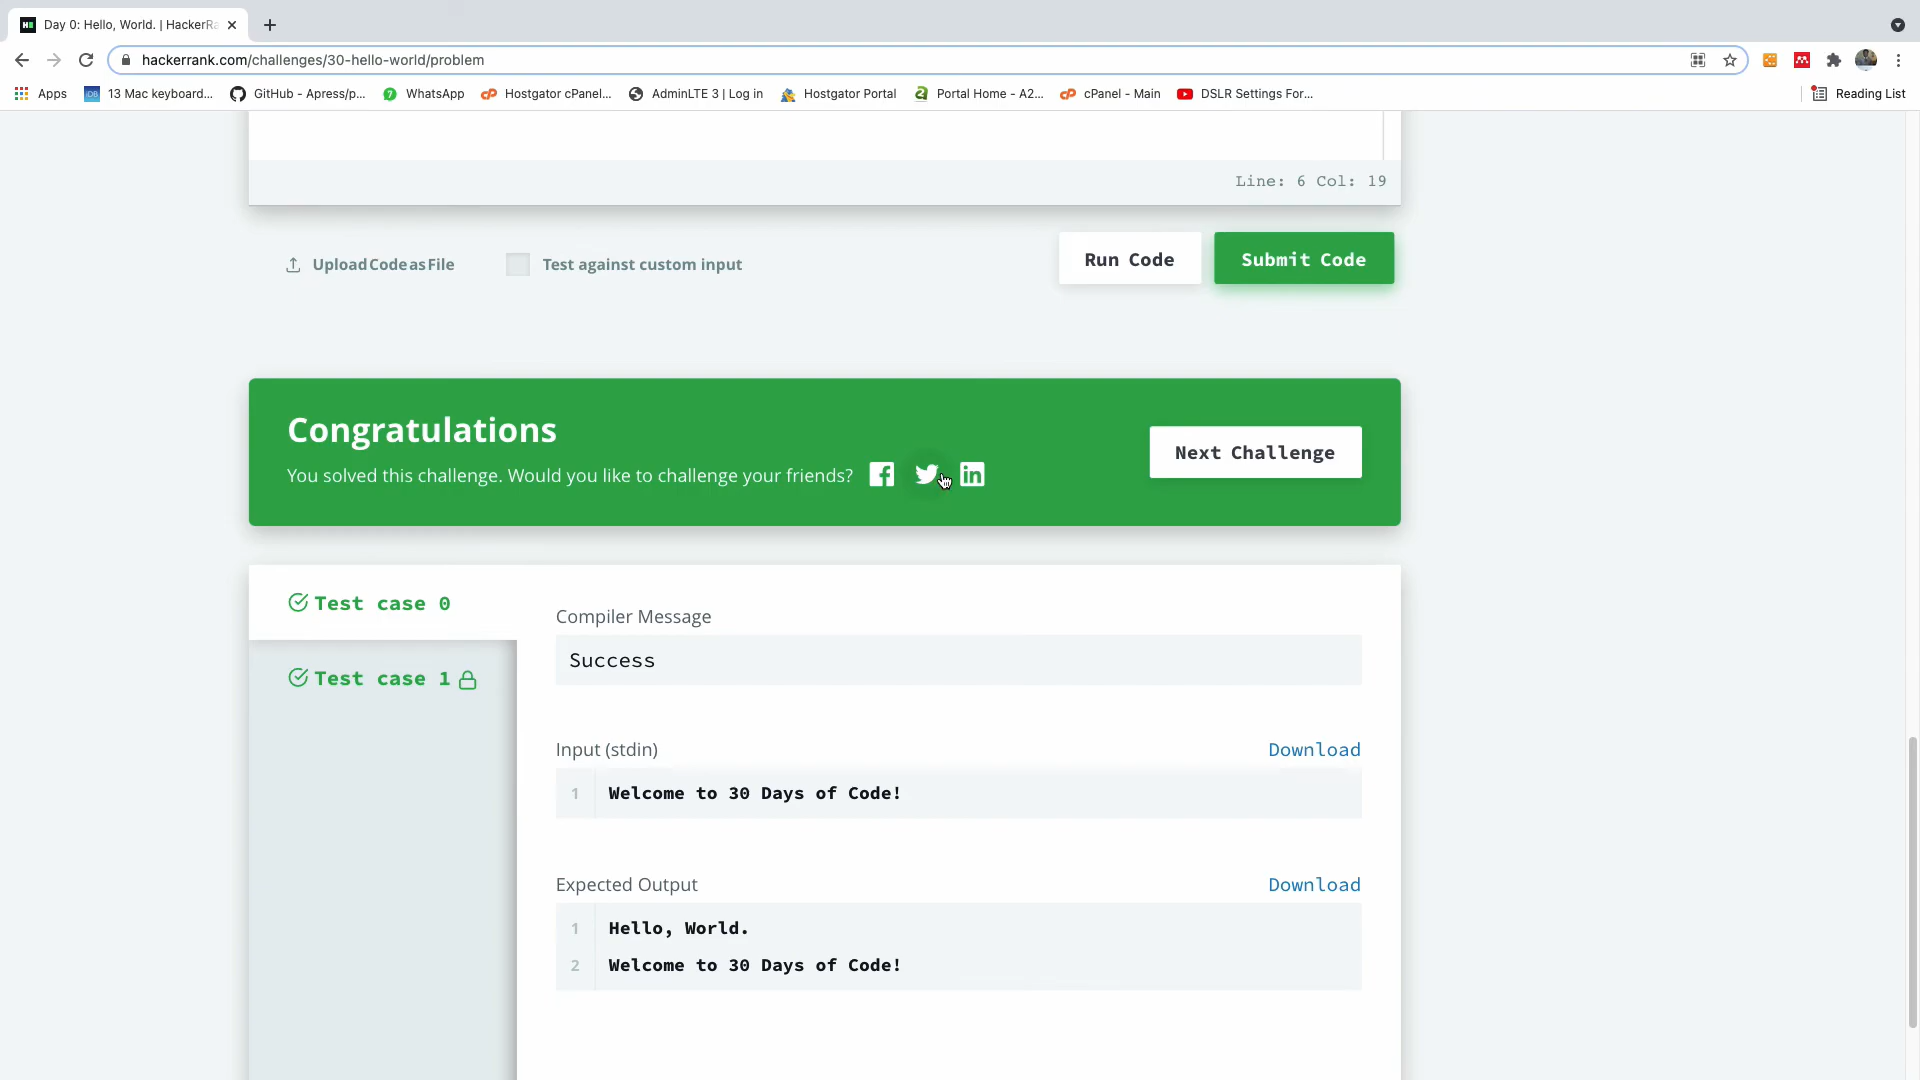 Day 0: Hello, World. | HackerRa
hackerrank.com/challenges/30-hello-world/problem
Apps 13 Mac keyboard... GitHub - Apress/p... WhatsApp Hostgator cPanel... AdminLTE 3 | Log in Hostgator Portal Portal Home - A2... cPanel - Main DSLR Settings For... Reading List
Line: 6 Col: 19
Upload Code as File Test against custom input Run Code Submit Code
Congratulations
You solved this challenge. Would you like to challenge your friends?
Next Challenge
Test case 0
Test case 1
Compiler Message
Success
Input (stdin) Download
1 Welcome to 30 Days of Code!
Expected Output Download
1 Hello, World.
2 Welcome to 30 Days of Code!